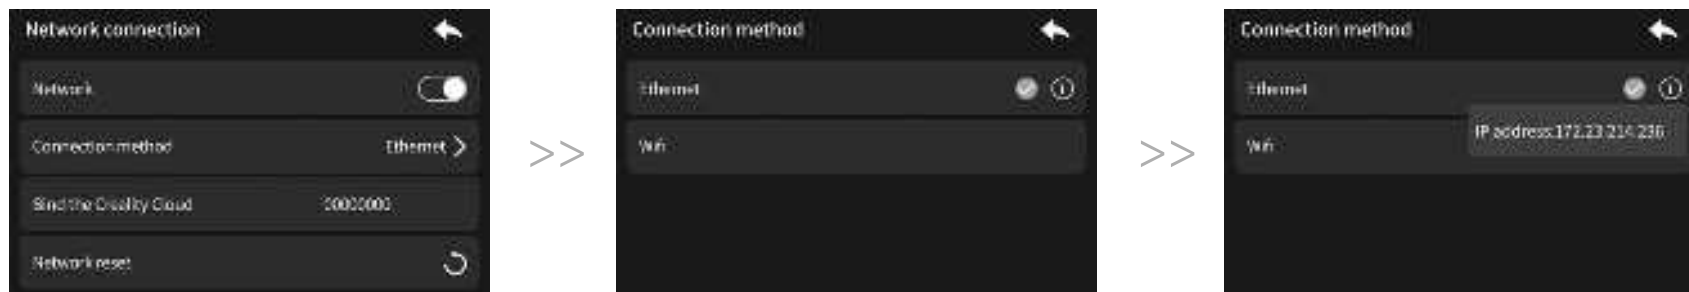 Network connection
Network
Connection method
Ethernet
Bind the Creality Cloud
00000000
Network reset
>>
Connection method
Ethernet
Wifi
>>
Connection method
Ethernet
IP address:172.23.214.236
Wifi